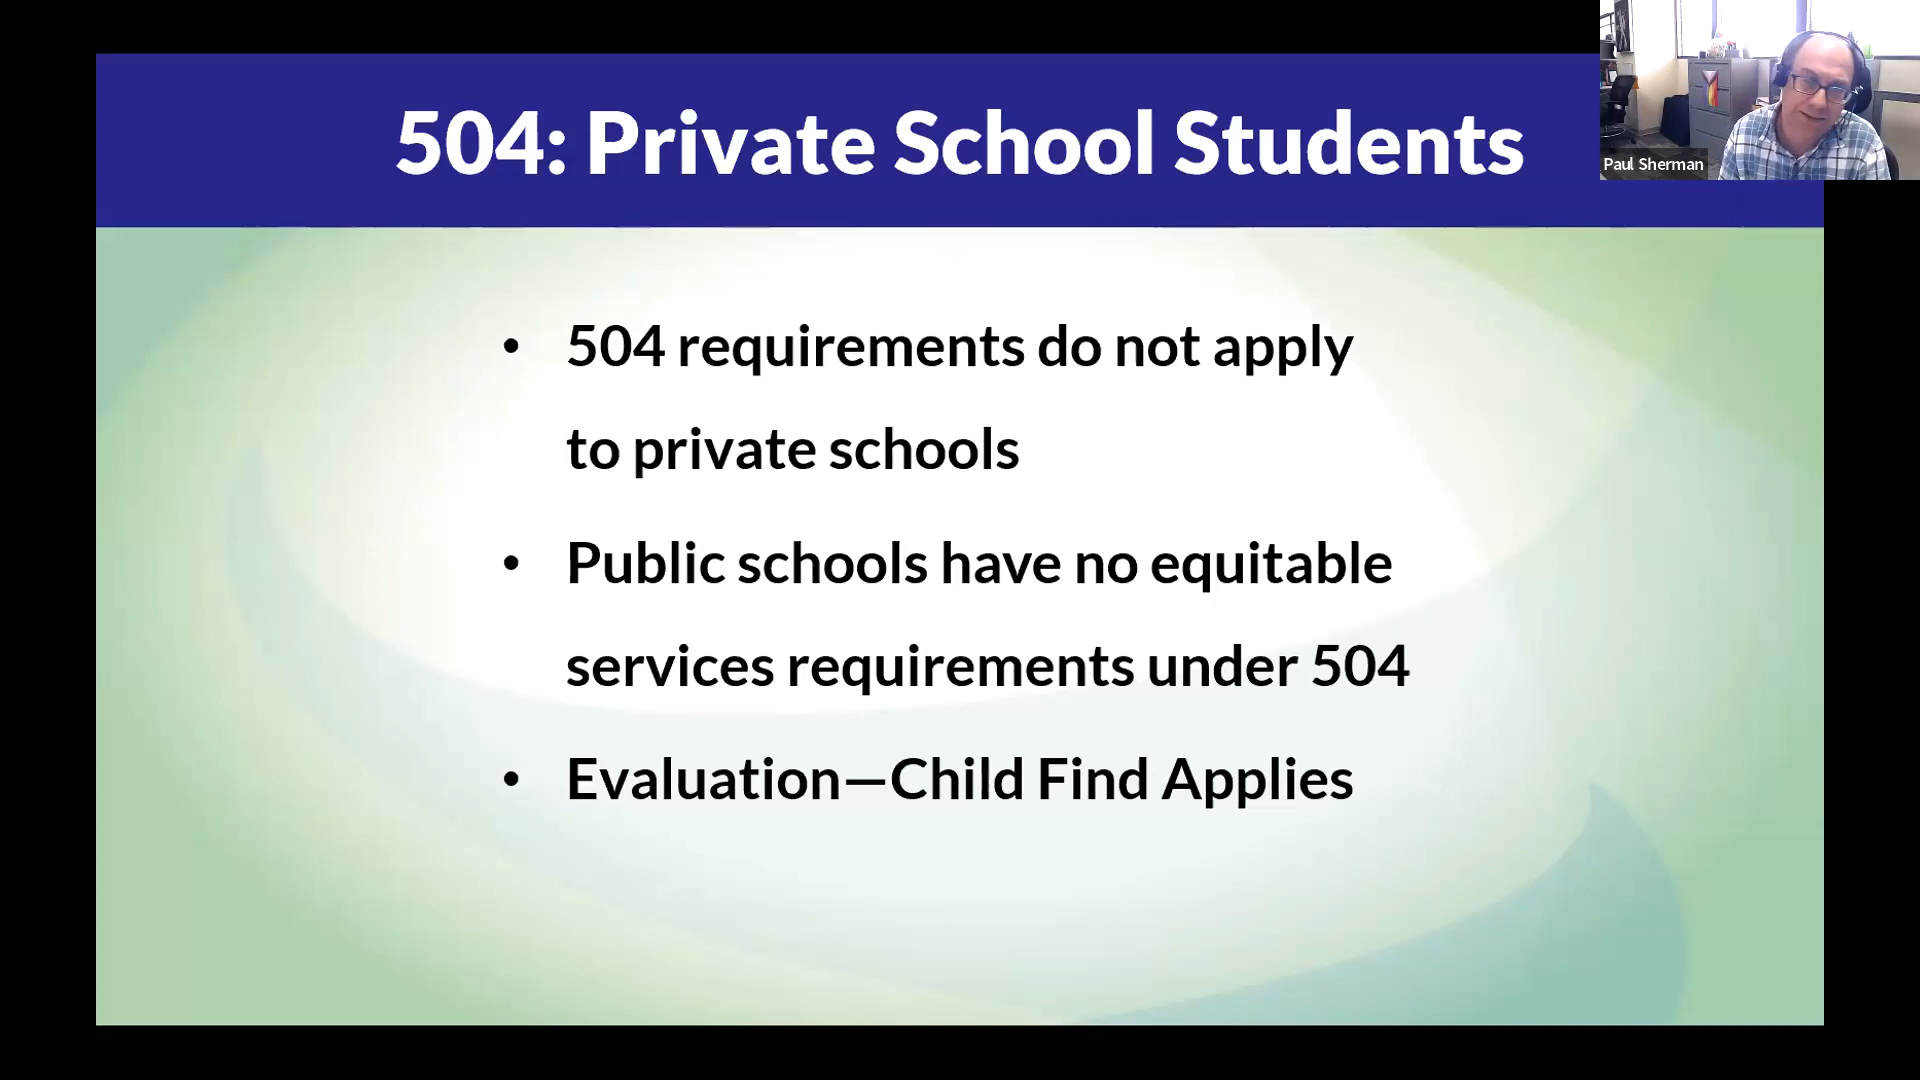 504: Private School Students
Paul Sherman
• 504 requirements do not apply
to private schools
• Public schools have no equitable
services requirements under 504
• Evaluation—Child Find Applies